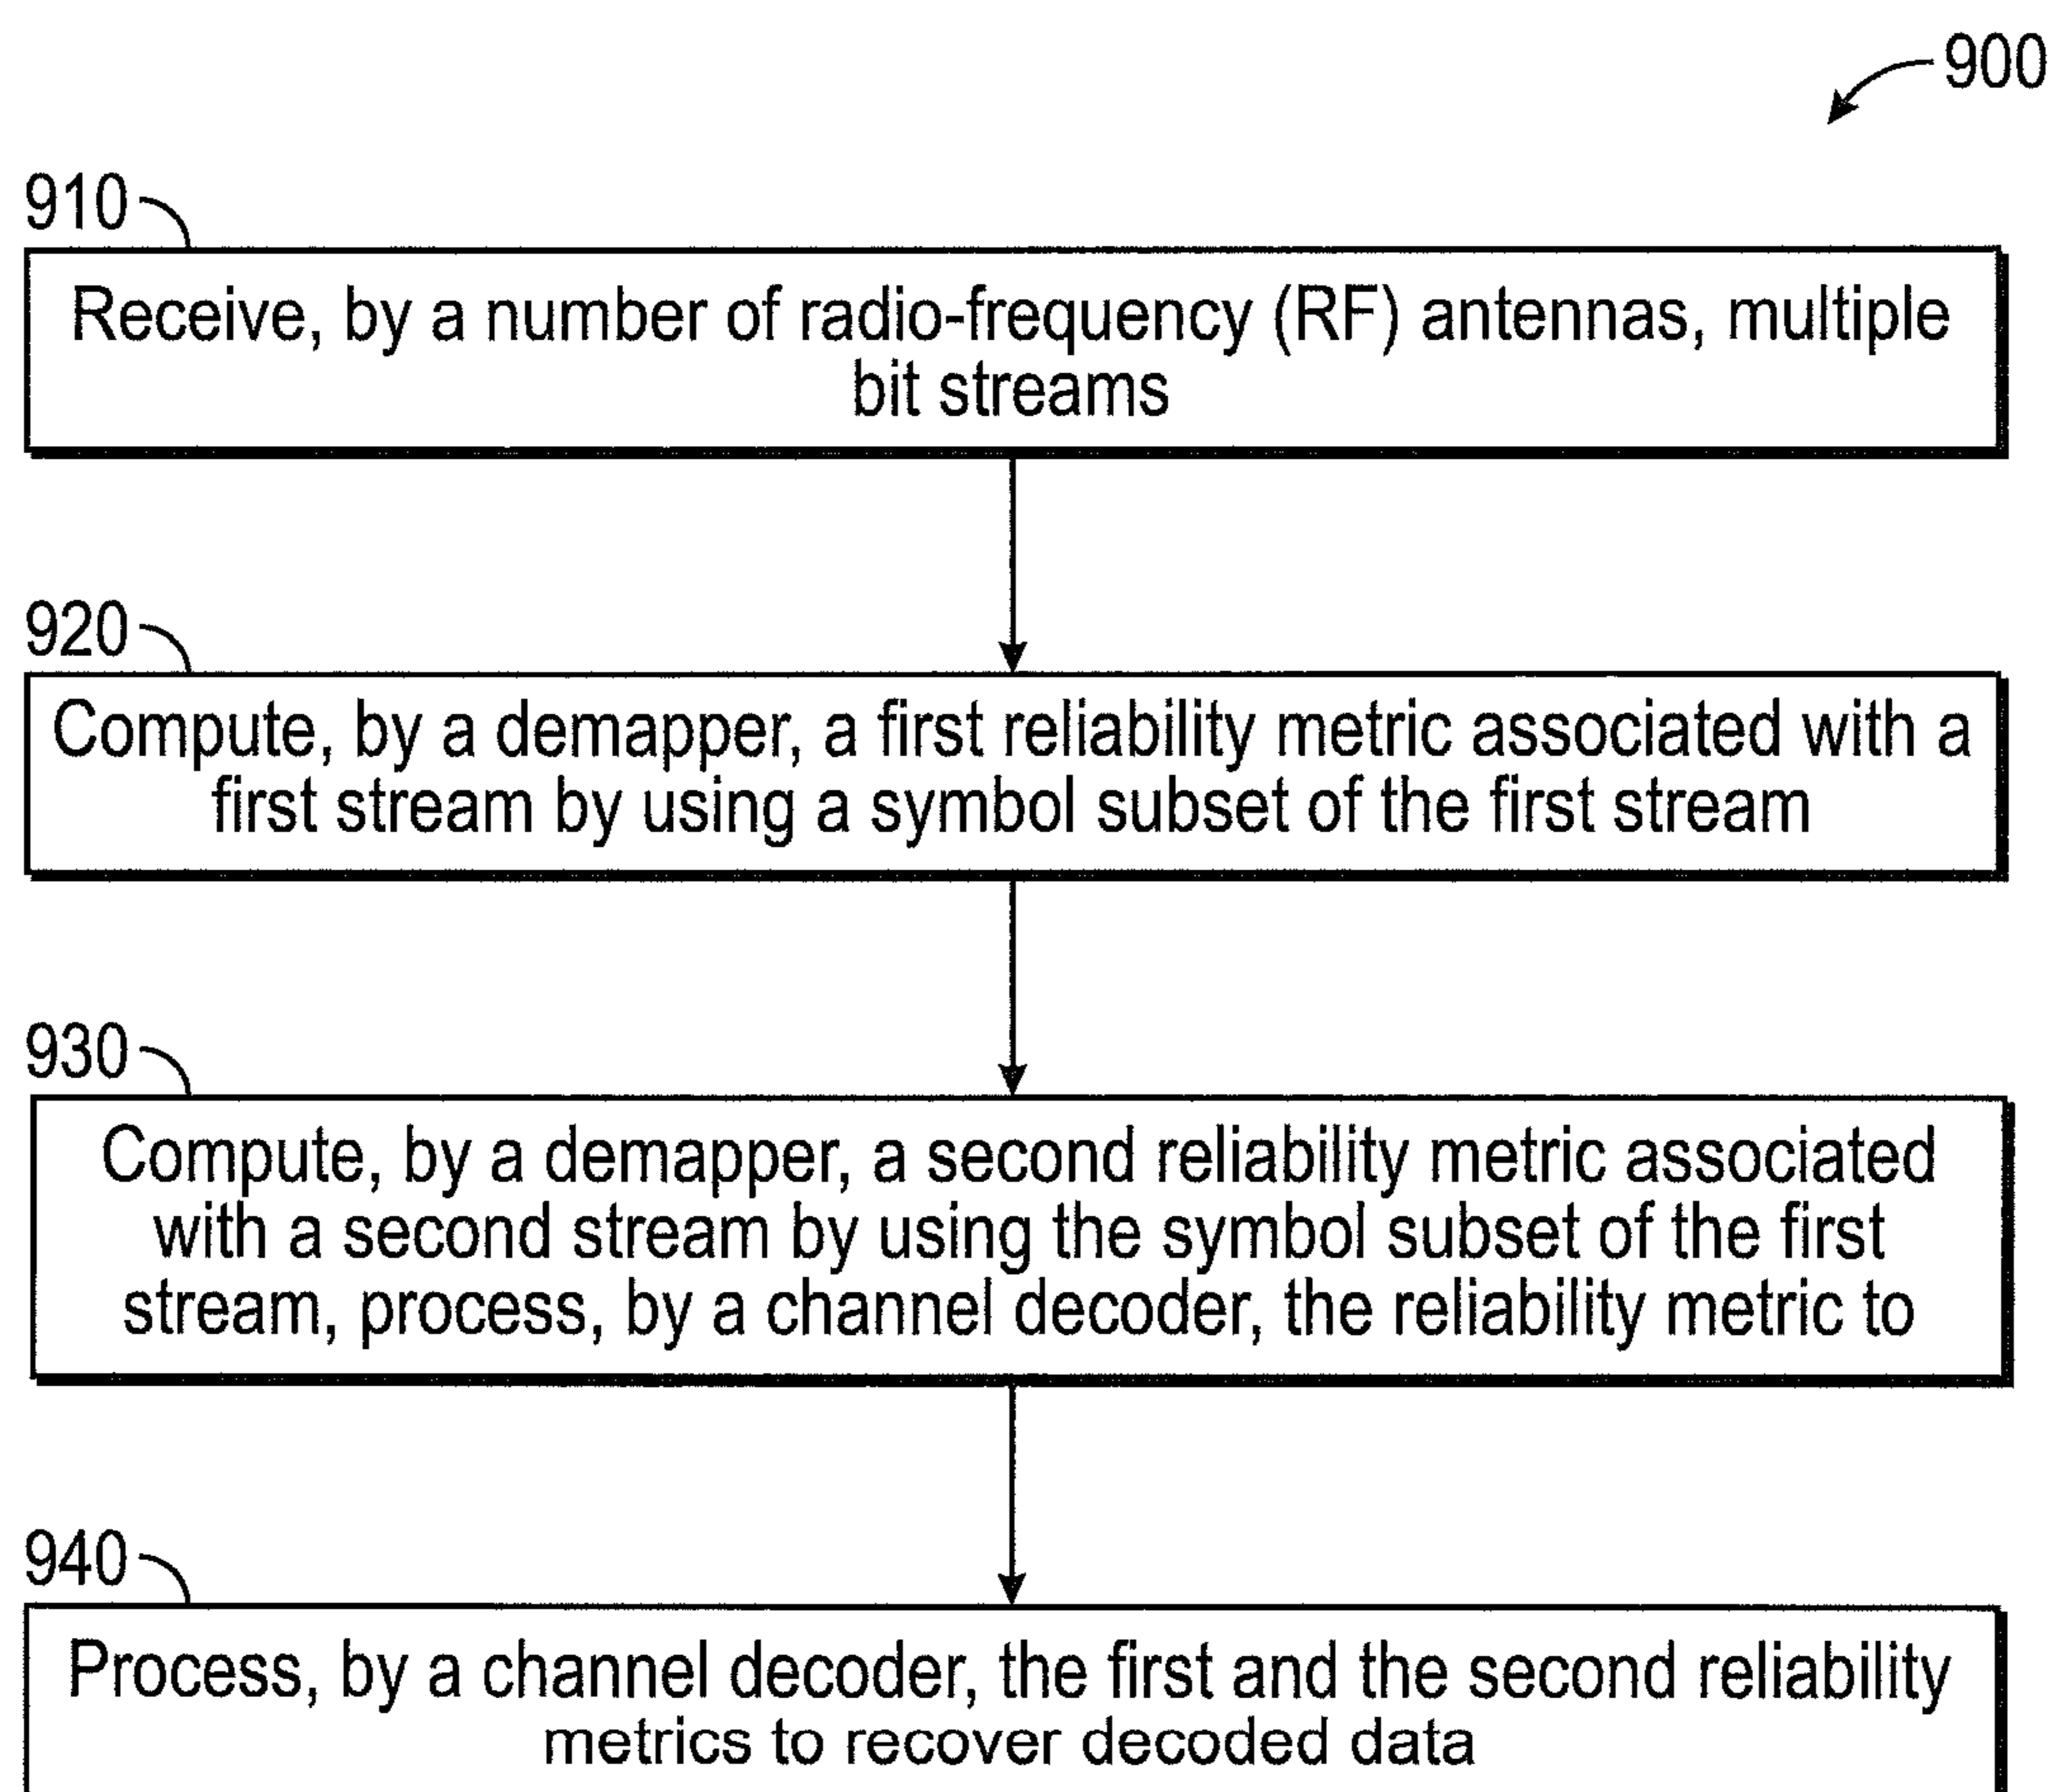 900
910
Receive, by a number of radio-frequency (RF) antennas, multiple
bit streams
920
Compute, by a demapper, a first reliability metric associated with a
first stream by using a symbol subset of the first stream
930
Compute, by a demapper, a second reliability metric associated
with a second stream by using the symbol subset of the first
stream, process, by a channel decoder, the reliability metric to
940
Process, by a channel decoder, the first and the second reliability
metrics to recover decoded data